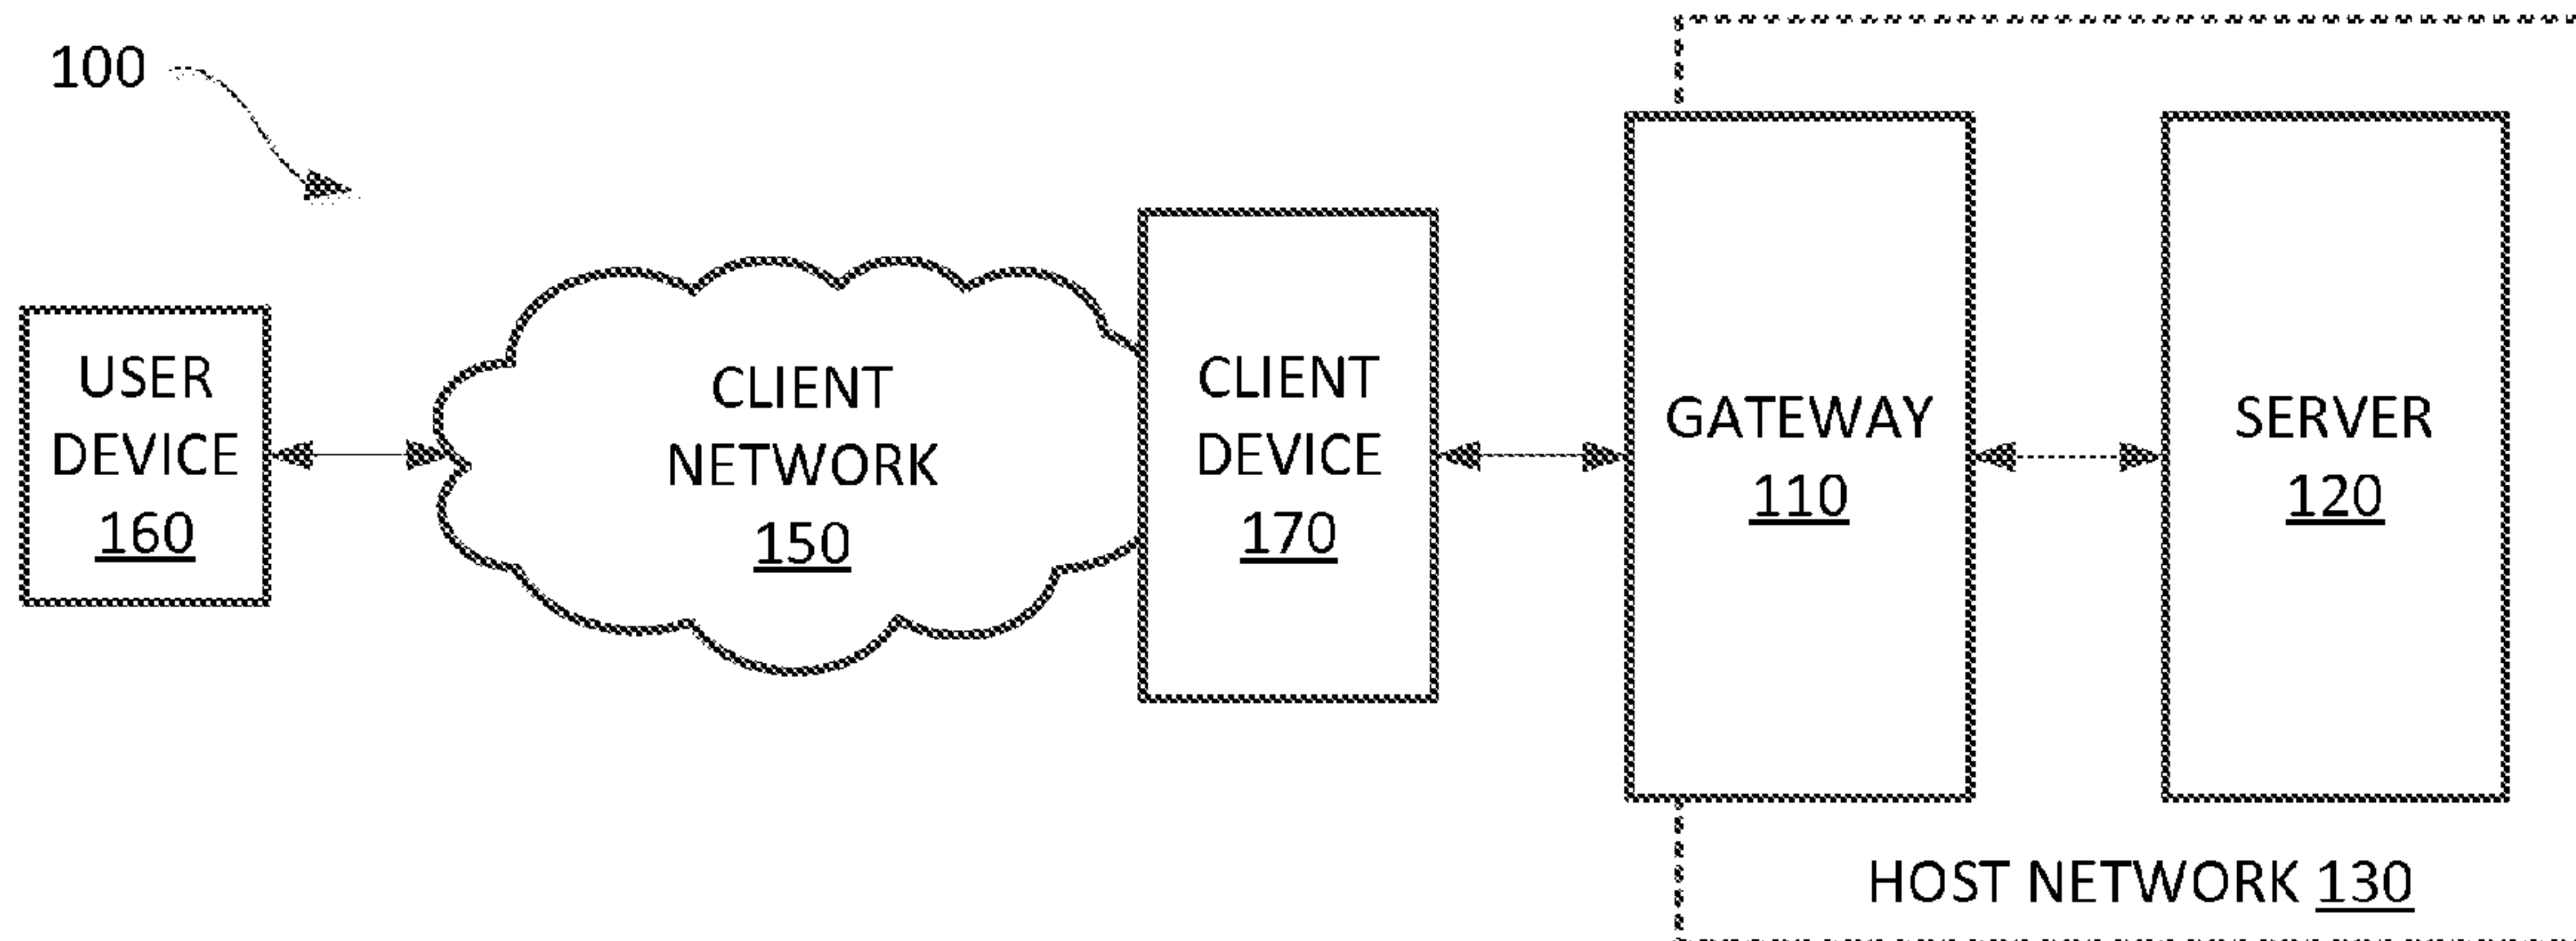 100
USER
DEVICE
160
CLIENT
NETWORK
150
CLIENT
DEVICE
170
GATEWAY
110
SERVER
120
HOST NETWORK 130